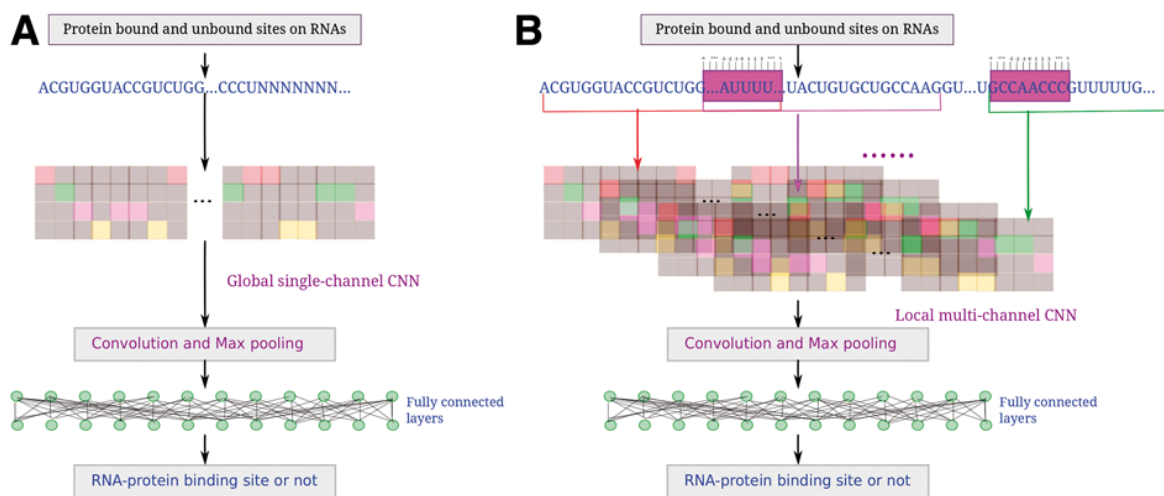 A
Protein bound and unbound sites on RNAs
ACGUGGUACCGUCUGG...CCCUNNNNNNN...
...
Global single-channel CNN
Convolution and Max pooling
Fully connected
layers
RNA-protein binding site or not
B
Protein bound and unbound sites on RNAs
ACGUGGUACCGUCUGG...AUUUU...UACUGUGCUGCCAAGGU...UGCCAACCCGUUUUUG...
......
...
...
...
...
Local multi-channel CNN
Convolution and Max pooling
Fully connected
layers
RNA-protein binding site or not